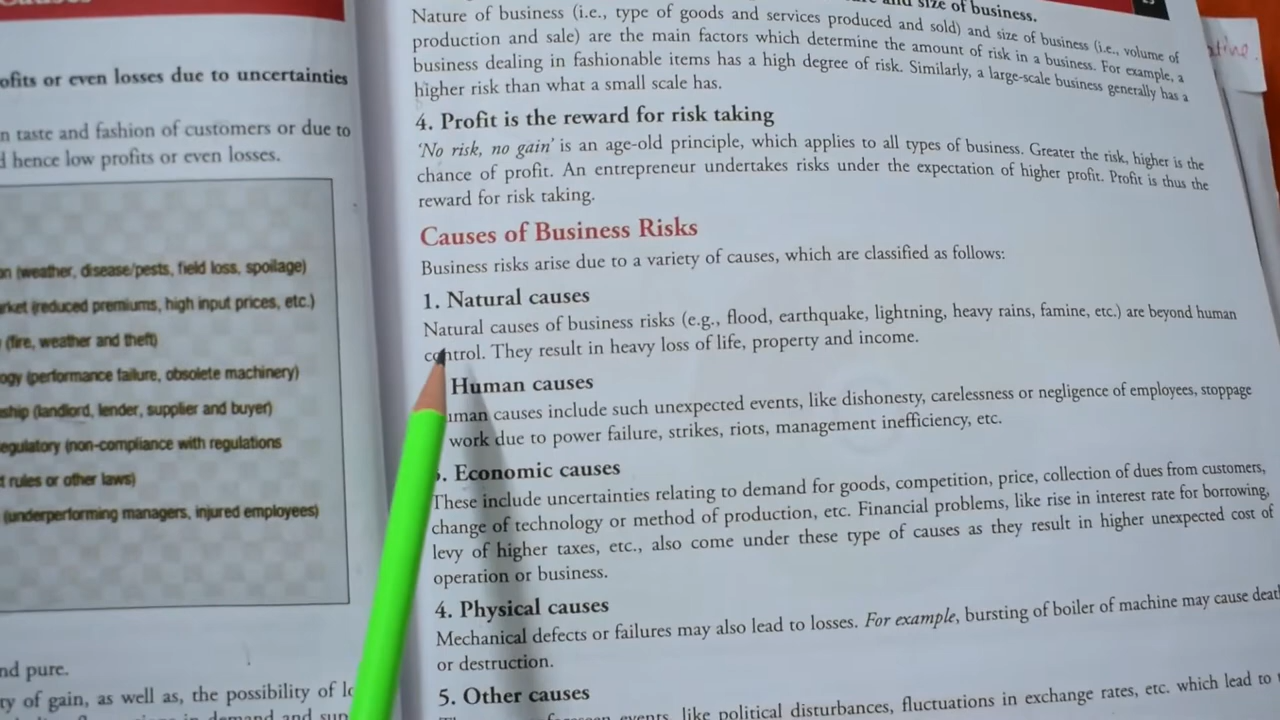 ofits or even losses due to uncertainties
n taste and fashion of customers or due to
d hence low profits or even losses.
on (weather, disease/pests, field loss, spoilage)
rket (reduced premiums, high input prices, etc.)
(fire, weather and theft)
ogy (performance failure, obsolete machinery)
ship (landlord, lender, supplier and buyer)
egulatory (non-compliance with regulations
t rules or other laws)
(underperforming managers, injured employees)
nd pure.
ty of gain, as well as, the possibility of lo
and size of business.
Nature of business (i.e., type of goods and services produced and sold) and size of business (i.e., volume of
production and sale) are the main factors which determine the amount of risk in a business. For example, a
business dealing in fashionable items has a high degree of risk. Similarly, a large-scale business generally has a
higher risk than what a small scale has.
4. Profit is the reward for risk taking
'No risk, no gain' is an age-old principle, which applies to all types of business. Greater the risk, higher is the
chance of profit. An entrepreneur undertakes risks under the expectation of higher profit. Profit is thus the
reward for risk taking.
Causes of Business Risks
Business risks arise due to a variety of causes, which are classified as follows:
1. Natural causes
Natural causes of business risks (e.g., flood, earthquake, lightning, heavy rains, famine, etc.) are beyond human
control. They result in heavy loss of life, property and income.
Human causes
uman causes include such unexpected events, like dishonesty, carelessness or negligence of employees, stoppage
work due to power failure, strikes, riots, management inefficiency, etc.
3. Economic causes
These include uncertainties relating to demand for goods, competition, price, collection of dues from customers,
change of technology or method of production, etc. Financial problems, like rise in interest rate for borrowing,
levy of higher taxes, etc., also come under these type of causes as they result in higher unexpected cost of
operation or business.
4. Physical causes
Mechanical defects or failures may also lead to losses. For example, bursting of boiler of machine may cause deat
or destruction.
5. Other causes
events, like political disturbances, fluctuations in exchange rates, etc. which lead to